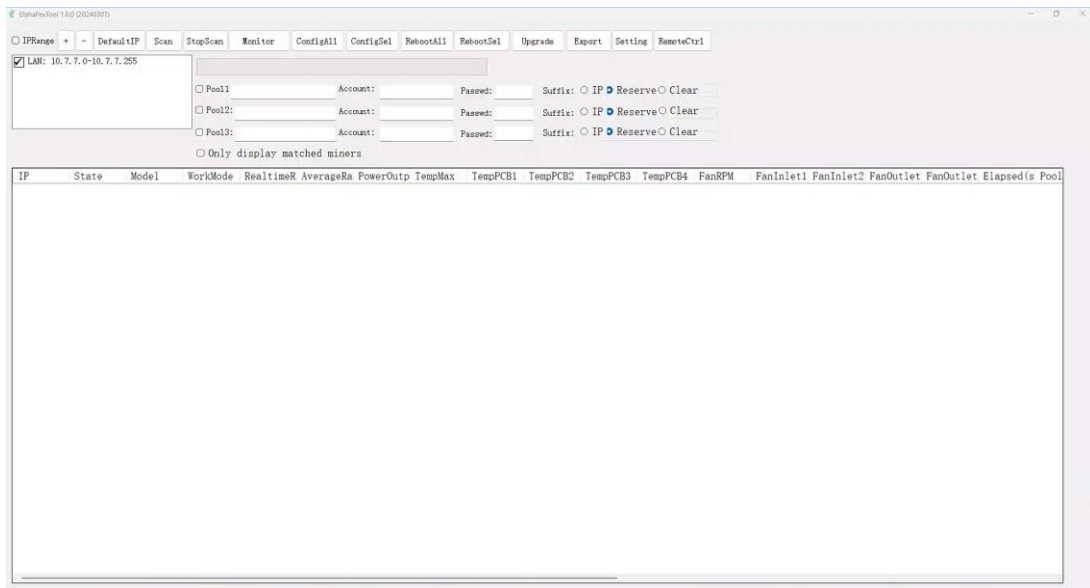 ElphaPexTool 1.0.0 (20240301)
IPRange + - DefaultIP Scan StopScan Monitor ConfigAll ConfigSel RebootAll RebootSel Upgrade Export Setting RemoteCtrl
LAN: 10.7.7.0-10.7.7.255
Pool1 Account: Passwd: Suffix: IP Reserve Clear
Pool2: Account: Passwd: Suffix: IP Reserve Clear
Pool3: Account: Passwd: Suffix: IP Reserve Clear
Only display matched miners
IP State Model WorkMode RealtimeR AverageRa PowerOutp TempMax TempPCB1 TempPCB2 TempPCB3 TempPCB4 FanRPM FanInlet1 FanInlet2 FanOutlet FanOutlet Elapsed(s Pool